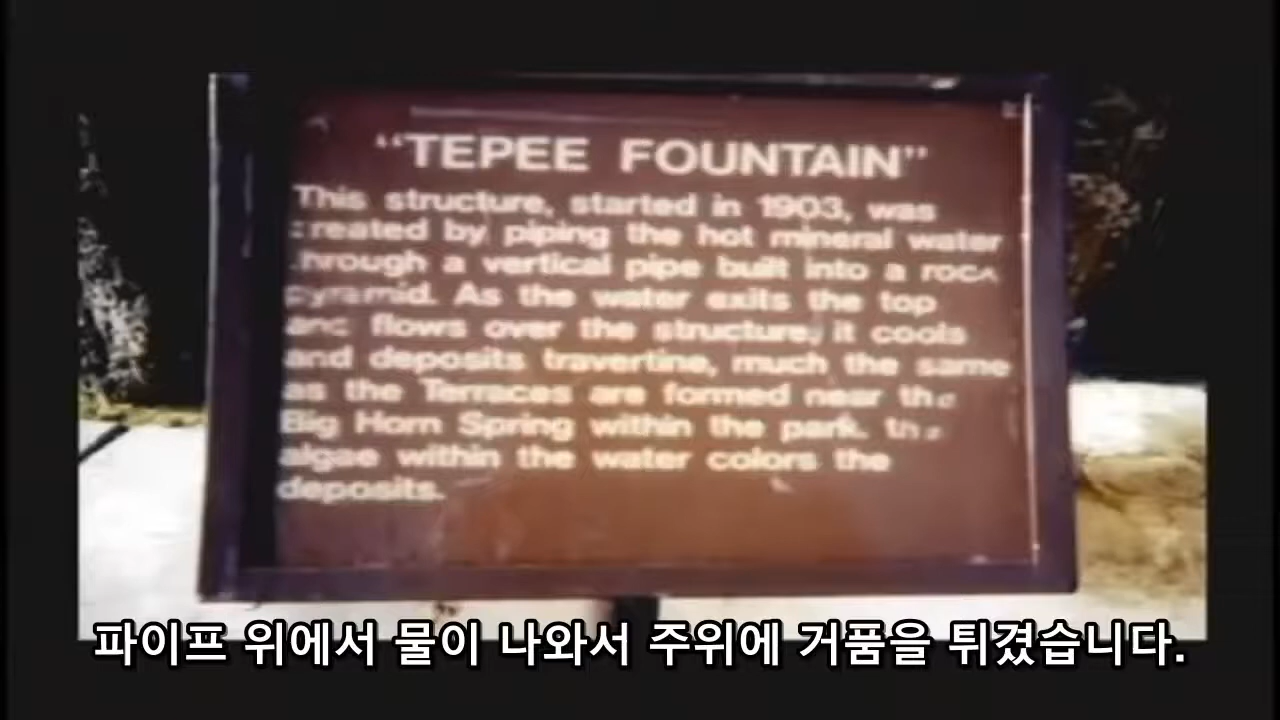 “TEPEE FOUNTAIN”
This structure, started in 1903, was
created by piping the hot mineral water
through a vertical pipe built into a rock
pyramid. As the water exits the top
and flows over the structure, it cools
and deposits travertine, much the same
as the Terraces are formed near the
Big Horn Spring within the park. the
algae within the water colors the
deposits.
파이프 위에서 물이 나와서 주위에 거품을 튀겼습니다.